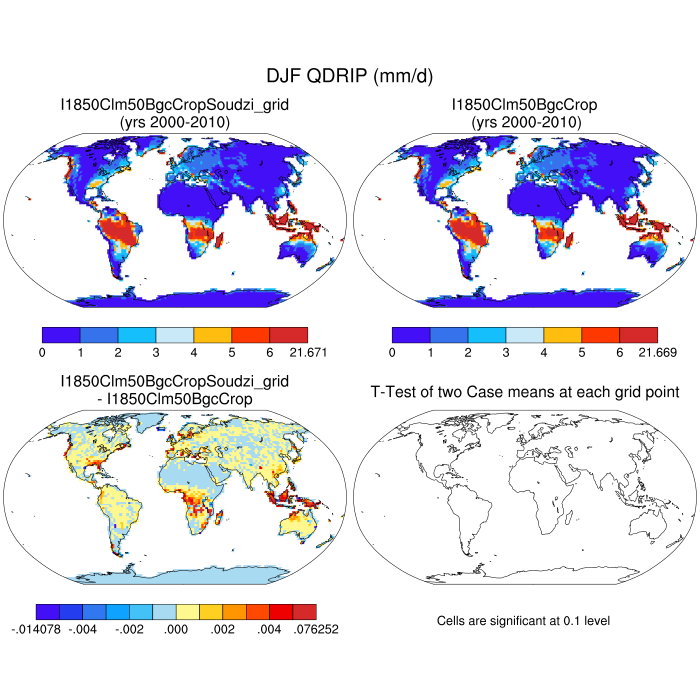 DJF QDRIP (mm/d)
I1850Clm50BgcCropSoudzi_grid
(yrs 2000-2010)
I1850Clm50BgcCrop
(yrs 2000-2010)
0 1 2 3 4 5 6 21.671
0 1 2 3 4 5 6 21.669
I1850Clm50BgcCropSoudzi_grid
- I1850Clm50BgcCrop
T-Test of two Case means at each grid point
-.014078 -.004 -.002 .000 .002 .004 .076252
Cells are significant at 0.1 level